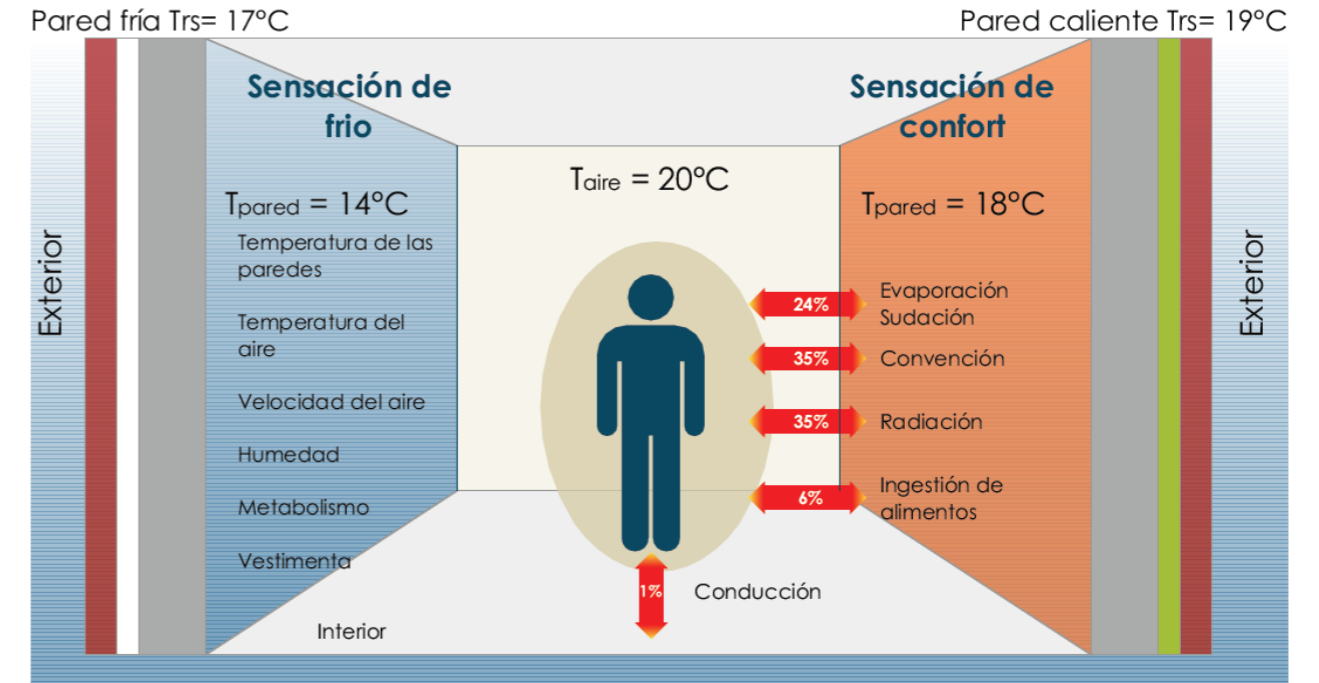 Pared fría Trs= 17°C
Pared caliente Trs= 19°C
Sensación de
frio
Sensación de
confort
Taire = 20°C
Tpared = 14°C
Tpared = 18°C
Exterior
Temperatura de las
paredes
Temperatura del
aire
Velocidad del aire
Humedad
Metabolismo
Vestimenta
Interior
24%
Evaporación
Sudación
35%
Convención
35%
Radiación
6%
Ingestión de
alimentos
1%
Conducción
Exterior